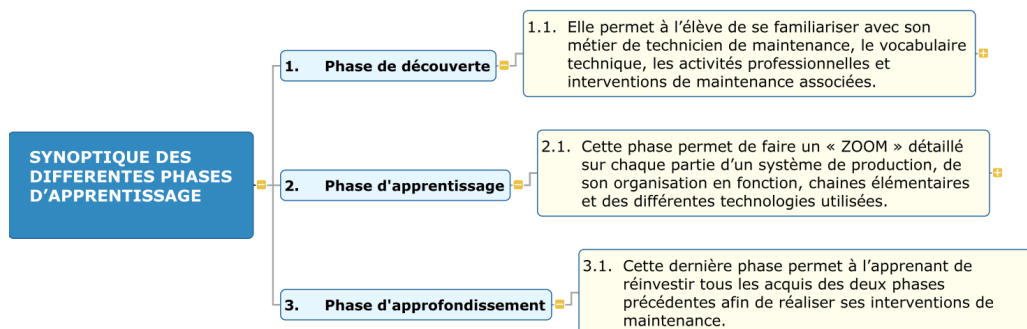 SYNOPTIQUE DES
DIFFERENTES PHASES
D’APPRENTISSAGE
1. Phase de découverte
1.1. Elle permet à l’élève de se familiariser avec son
métier de technicien de maintenance, le vocabulaire
technique, les activités professionnelles et
interventions de maintenance associées.
2. Phase d'apprentissage
2.1. Cette phase permet de faire un « ZOOM » détaillé
sur chaque partie d’un système de production, de
son organisation en fonction, chaines élémentaires
et des différentes technologies utilisées.
3. Phase d'approfondissement
3.1. Cette dernière phase permet à l’apprenant de
réinvestir tous les acquis des deux phases
précédentes afin de réaliser ses interventions de
maintenance.